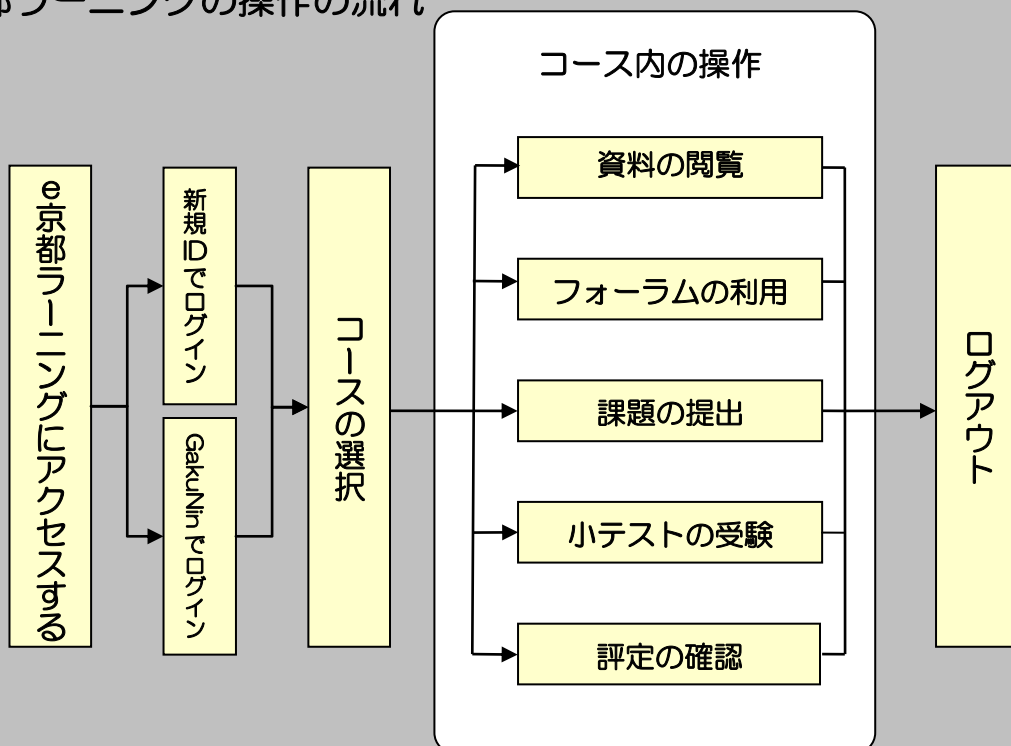 ラーニングの操作の流れ
コース内の操作
e京都ラーニングにアクセスする
新規IDでログイン
GakuNinでログイン
コースの選択
資料の閲覧
フォーラムの利用
課題の提出
小テストの受験
評定の確認
ログアウト